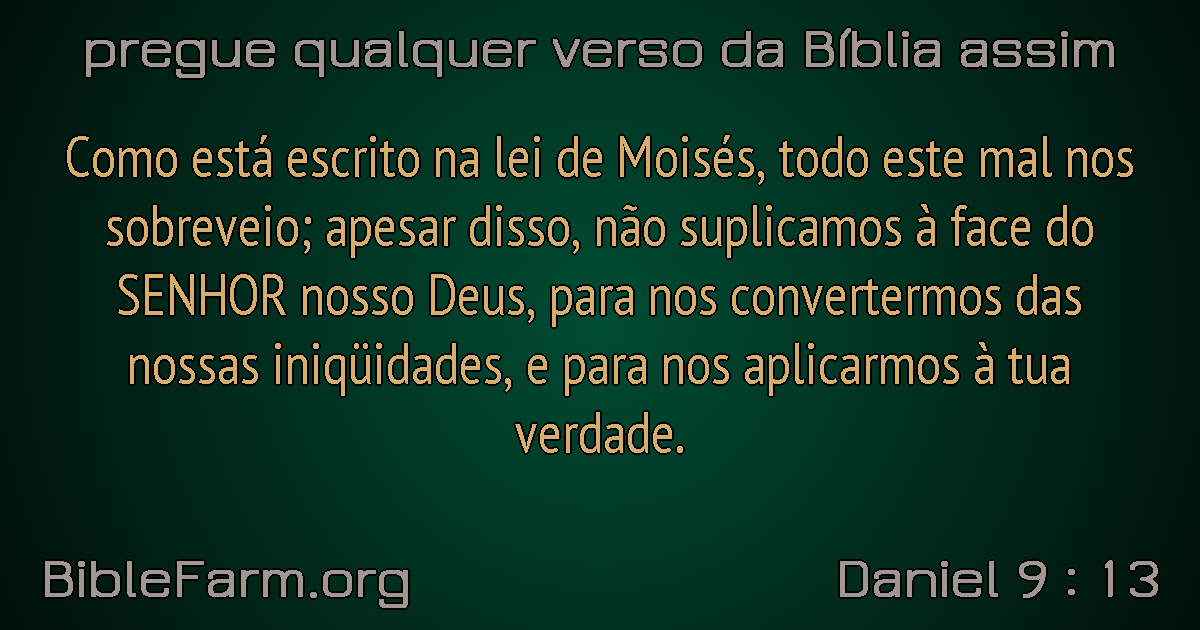 pregue qualquer verso da Bíblia assim
Como está escrito na lei de Moisés, todo este mal nos
sobreveio; apesar disso, não suplicamos à face do
SENHOR nosso Deus, para nos convertermos das
nossas iniqüidades, e para nos aplicarmos à tua
verdade.
BibleFarm.org
Daniel 9 : 13